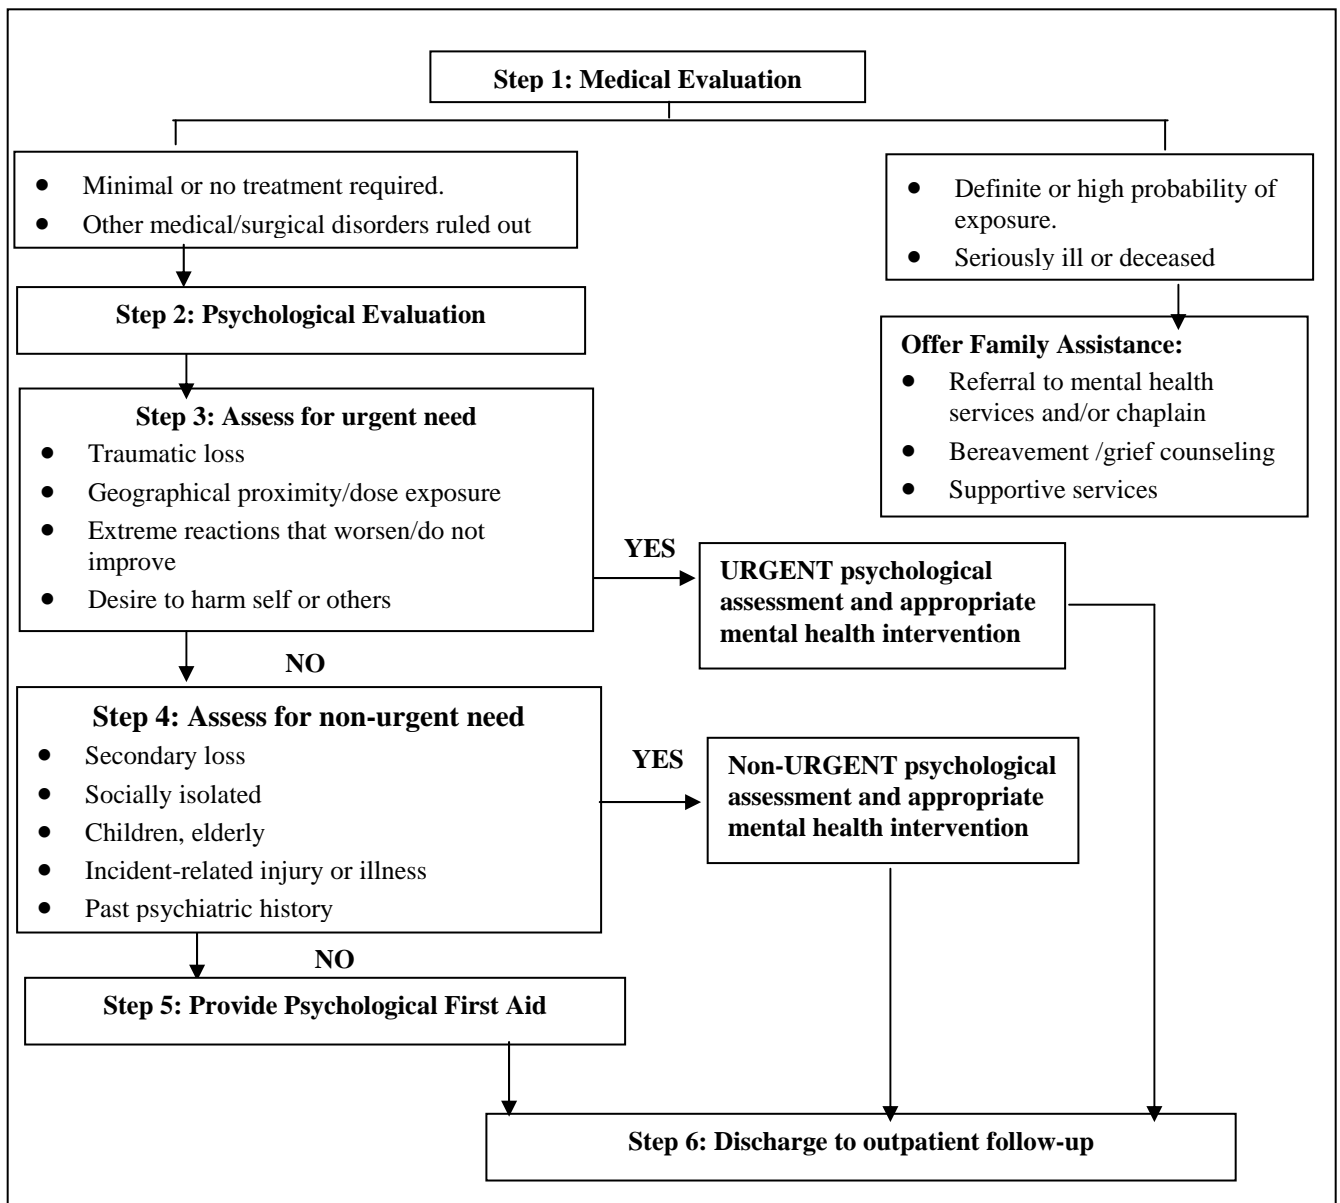 Step 1: Medical Evaluation
● Minimal or no treatment required.
● Other medical/surgical disorders ruled out
● Definite or high probability of
exposure.
● Seriously ill or deceased
Step 2: Psychological Evaluation
Offer Family Assistance:
● Referral to mental health
services and/or chaplain
● Bereavement /grief counseling
● Supportive services
Step 3: Assess for urgent need
● Traumatic loss
● Geographical proximity/dose exposure
● Extreme reactions that worsen/do not
improve
● Desire to harm self or others
YES
URGENT psychological
assessment and appropriate
mental health intervention
NO
Step 4: Assess for non-urgent need
● Secondary loss
● Socially isolated
● Children, elderly
● Incident-related injury or illness
● Past psychiatric history
YES
Non-URGENT psychological
assessment and appropriate
mental health intervention
NO
Step 5: Provide Psychological First Aid
Step 6: Discharge to outpatient follow-up